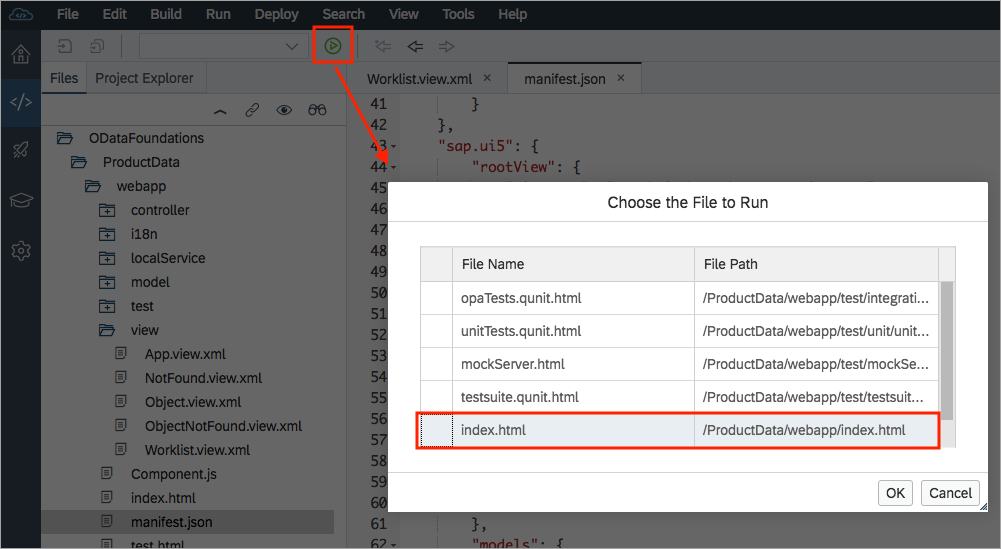 File Edit Build Run Deploy Search View Tools Help
Files Project Explorer
Worklist.view.xml × manifest.json ×
ODataFoundations
ProductData
webapp
controller
i18n
localService
model
test
view
App.view.xml
NotFound.view.xml
Object.view.xml
ObjectNotFound.view.xml
Worklist.view.xml
Component.js
index.html
manifest.json
test.html
41 }
42 },
43 "sap.ui5": {
44 "rootView": {
45
46
47
48
49
50
51
52
53
54
55
56
57
58
59
60
61 },
62 "models": {
Choose the File to Run
File Name File Path
opaTests.qunit.html /ProductData/webapp/test/integrati...
unitTests.qunit.html /ProductData/webapp/test/unit/unit...
mockServer.html /ProductData/webapp/test/mockSe...
testsuite.qunit.html /ProductData/webapp/test/testsuit...
index.html /ProductData/webapp/index.html
OK Cancel